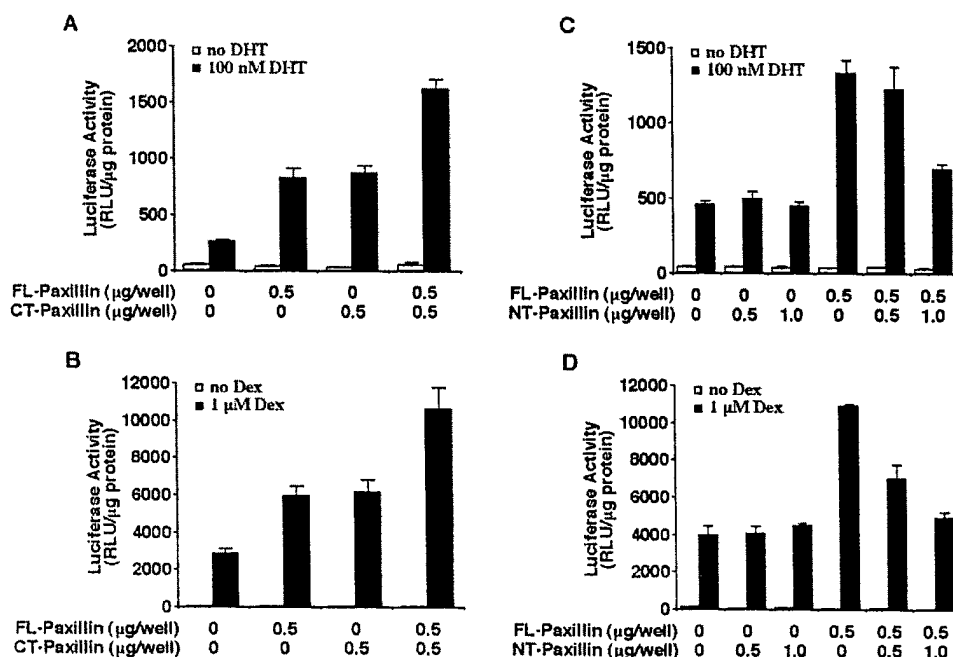 A
no DHT
100 nM DHT
Luciferase Activity
(RLU/µg protein)
2000
1500
1000
500
0
FL-Paxillin (µg/well) 0 0.5 0 0.5
CT-Paxillin (µg/well) 0 0 0.5 0.5
B
no Dex
1 µM Dex
Luciferase Activity
(RLU/µg protein)
12000
10000
8000
6000
4000
2000
0
FL-Paxillin (µg/well) 0 0.5 0 0.5
CT-Paxillin (µg/well) 0 0 0.5 0.5
C
no DHT
100 nM DHT
Luciferase Activity
(RLU/µg protein)
1500
1000
500
0
FL-Paxillin (µg/well) 0 0 0 0.5 0.5 0.5
NT-Paxillin (µg/well) 0 0.5 1.0 0 0.5 1.0
D
no Dex
1 µM Dex
Luciferase Activity
(RLU/µg protein)
12000
10000
8000
6000
4000
2000
0
FL-Paxillin (µg/well) 0 0 0 0.5 0.5 0.5
NT-Paxillin (µg/well) 0 0.5 1.0 0 0.5 1.0